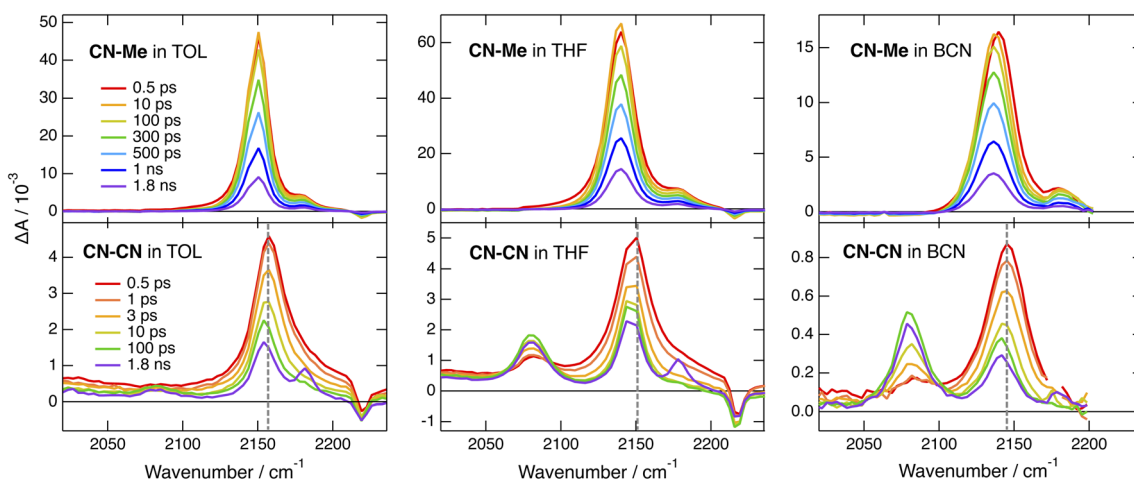 CN-Me in TOL
CN-Me in THF
CN-Me in BCN
0.5 ps
10 ps
100 ps
300 ps
500 ps
1 ns
1.8 ns
50
40
30
20
10
0
60
40
20
0
15
10
5
0
ΔA / 10⁻³
CN-CN in TOL
CN-CN in THF
CN-CN in BCN
0.5 ps
1 ps
3 ps
10 ps
100 ps
1.8 ns
4
3
2
1
0
5
4
3
2
1
0
-1
0.8
0.6
0.4
0.2
0.0
2050 2100 2150 2200
2050 2100 2150 2200
2050 2100 2150 2200
Wavenumber / cm⁻¹
Wavenumber / cm⁻¹
Wavenumber / cm⁻¹